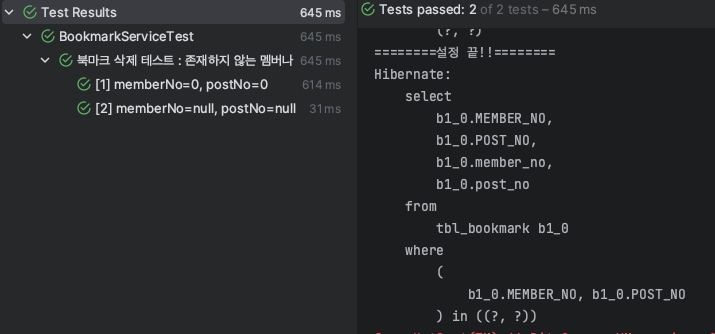 Test Results 645 ms
BookmarkServiceTest 645 ms
북마크 삭제 테스트 : 존재하지 않는 멤버나 645 ms
[1] memberNo=0, postNo=0 614 ms
[2] memberNo=null, postNo=null 31 ms
Tests passed: 2 of 2 tests – 645 ms
(?, ?)
========설정 끝!!========
Hibernate:
select
b1_0.MEMBER_NO,
b1_0.POST_NO,
b1_0.member_no,
b1_0.post_no
from
tbl_bookmark b1_0
where
(
b1_0.MEMBER_NO, b1_0.POST_NO
) in ((?, ?))